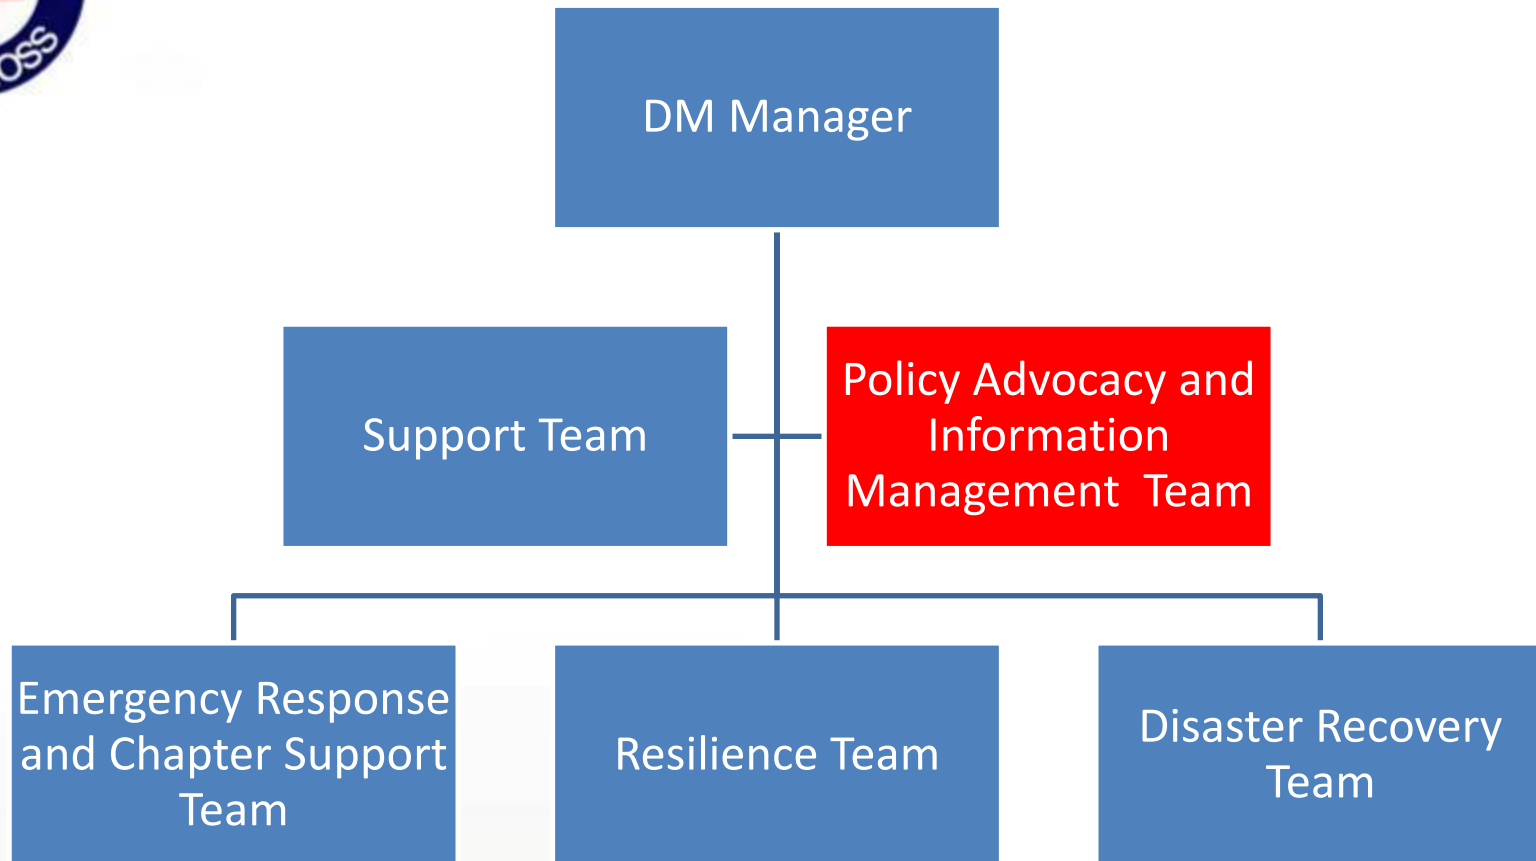 OSS
DM Manager
Support Team
Policy Advocacy and
Information
Management  Team
Emergency Response
and Chapter Support
Team
Resilience Team
Disaster Recovery
Team